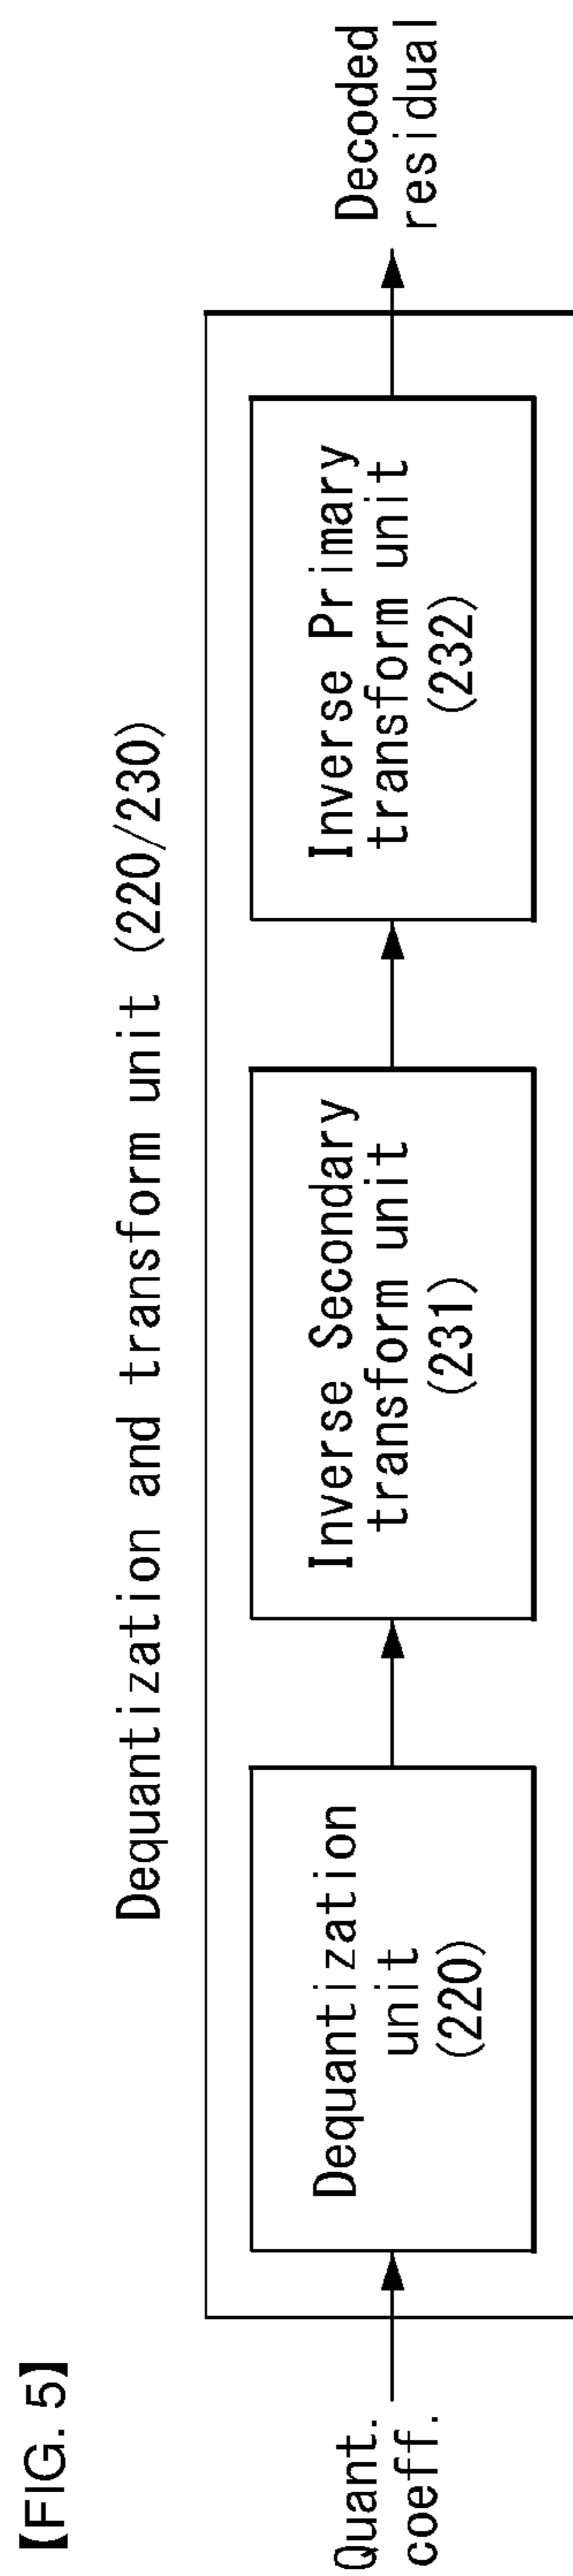 【FIG. 5】
Dequantization and transform unit (220/230)
Quant.
coeff.
Dequantization
unit
(220)
Inverse Secondary
transform unit
(231)
Inverse Primary
transform unit
(232)
Decoded
residual